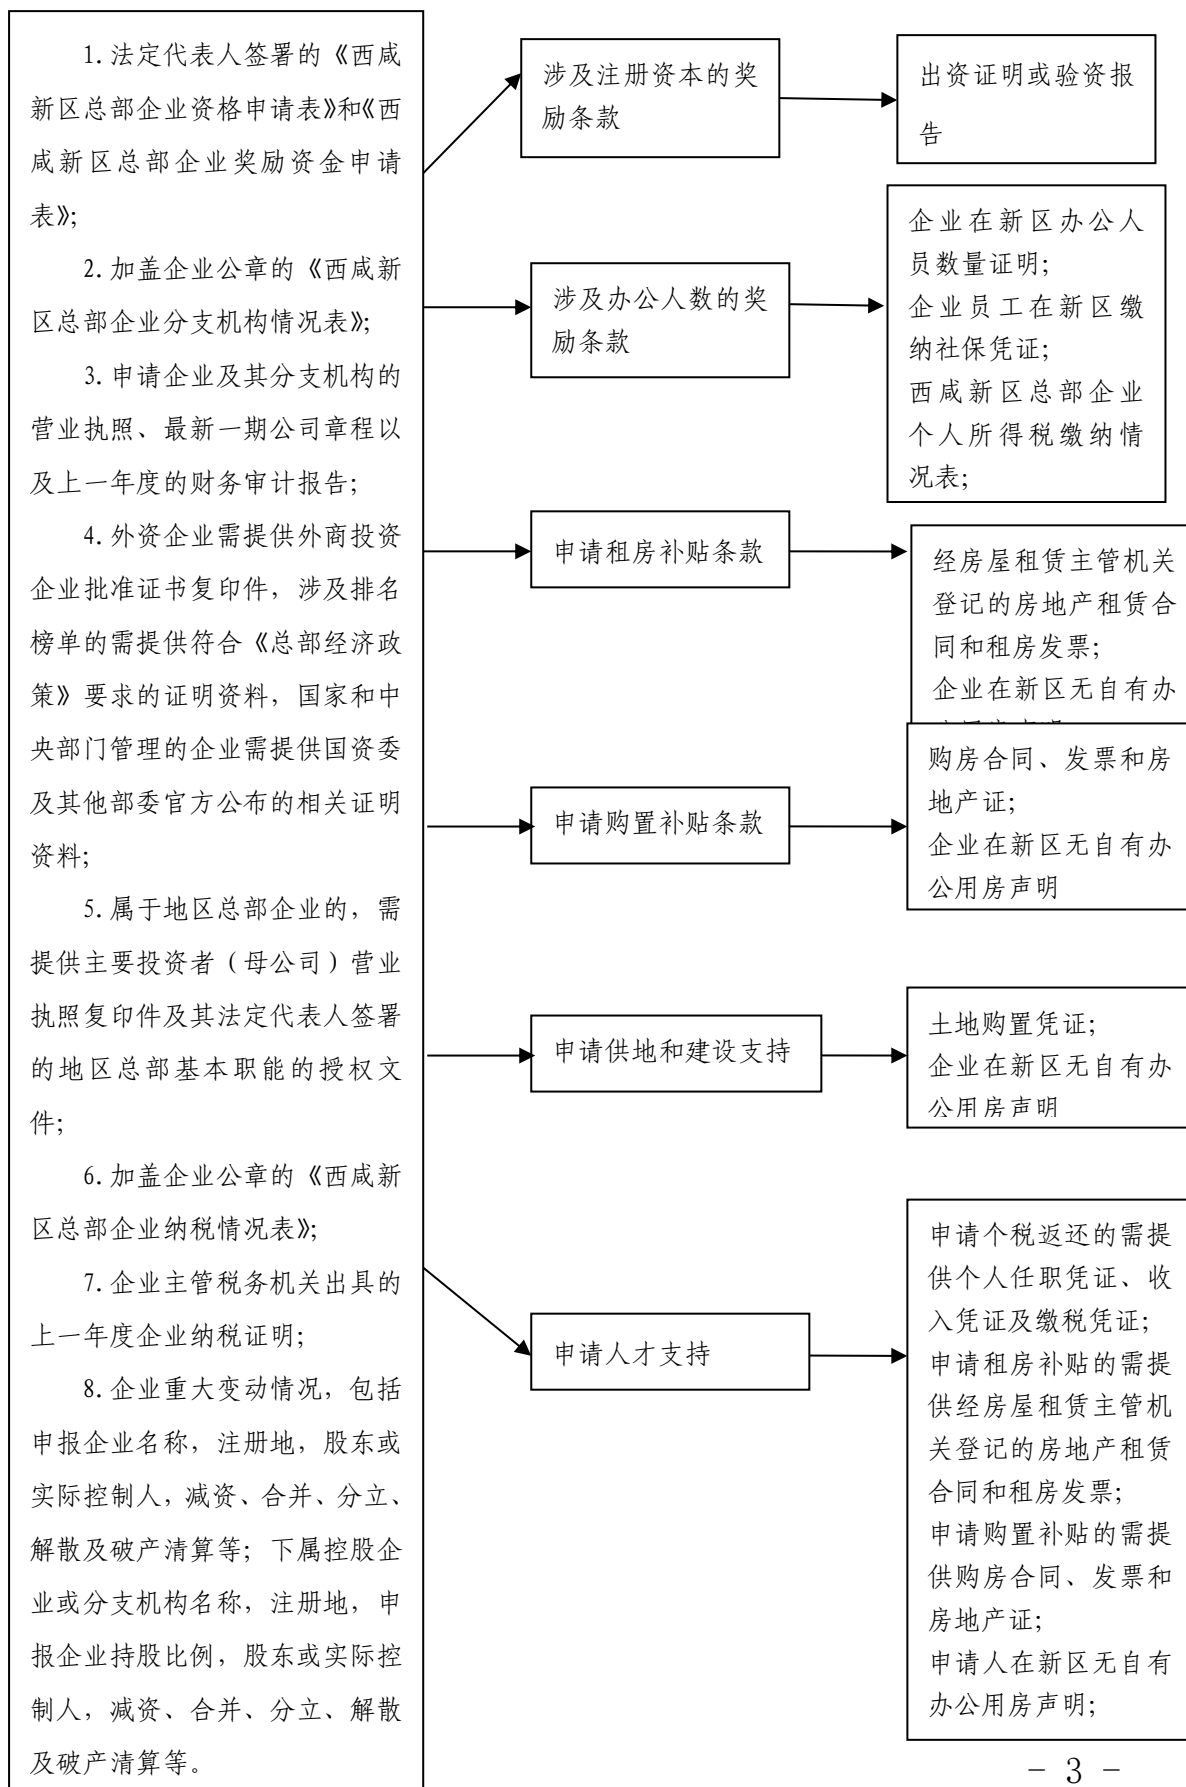 1.法定代表人签署的《西咸
新区总部企业资格申请表》和《西
咸新区总部企业奖励资金申请
表》；
2.加盖企业公章的《西咸新
区总部企业分支机构情况表》；
3.申请企业及其分支机构的
营业执照、最新一期公司章程以
及上一年度的财务审计报告；
4.外资企业需提供外商投资
企业批准证书复印件，涉及排名
榜单的需提供符合《总部经济政
策》要求的证明资料，国家和中
央部门管理的企业需提供国资委
及其他部委官方公布的相关证明
资料；
5.属于地区总部企业的，需
提供主要投资者（母公司）营业
执照复印件及其法定代表人签署
的地区总部基本职能的授权文
件；
6.加盖企业公章的《西咸新
区总部企业纳税情况表》；
7.企业主管税务机关出具的
上一年度企业纳税证明；
8.企业重大变动情况，包括
申报企业名称，注册地，股东或
实际控制人，减资、合并、分立、
解散及破产清算等；下属控股企
业或分支机构名称，注册地，申
报企业持股比例，股东或实际控
制人，减资、合并、分立、解散
及破产清算等。
涉及注册资本的奖
励条款
出资证明或验资报
告
涉及办公人数的奖
励条款
企业在新区办公人
员数量证明；
企业员工在新区缴
纳社保凭证；
西咸新区总部企业
个人所得税缴纳情
况表；
申请租房补贴条款
经房屋租赁主管机关
登记的房地产租赁合
同和租房发票；
企业在新区无自有办
申请购置补贴条款
购房合同、发票和房
地产证；
企业在新区无自有办
公用房声明
申请供地和建设支持
土地购置凭证；
企业在新区无自有办
公用房声明
申请人才支持
申请个税返还的需提
供个人任职凭证、收
入凭证及缴税凭证；
申请租房补贴的需提
供经房屋租赁主管机
关登记的房地产租赁
合同和租房发票；
申请购置补贴的需提
供购房合同、发票和
房地产证；
申请人在新区无自有
办公用房声明；
- 3 -